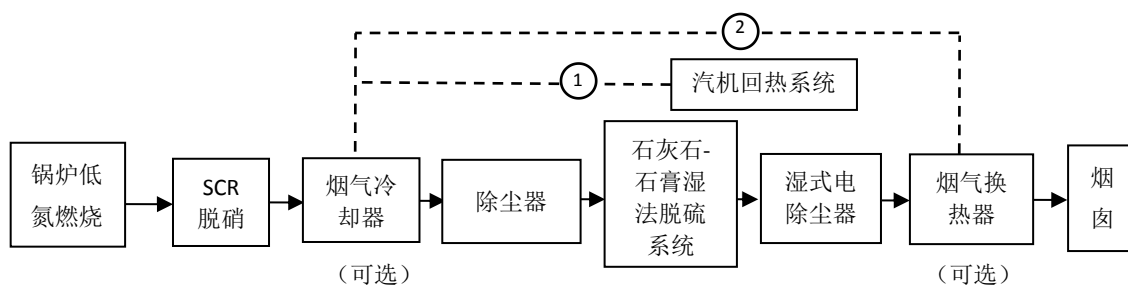 ②
①
汽机回热系统
锅炉低
氮燃烧
SCR
脱硝
烟气冷
却器
除尘器
石灰石-
石膏湿
法脱硫
系统
湿式电
除尘器
烟气换
热器
烟
囱
（可选）
（可选）